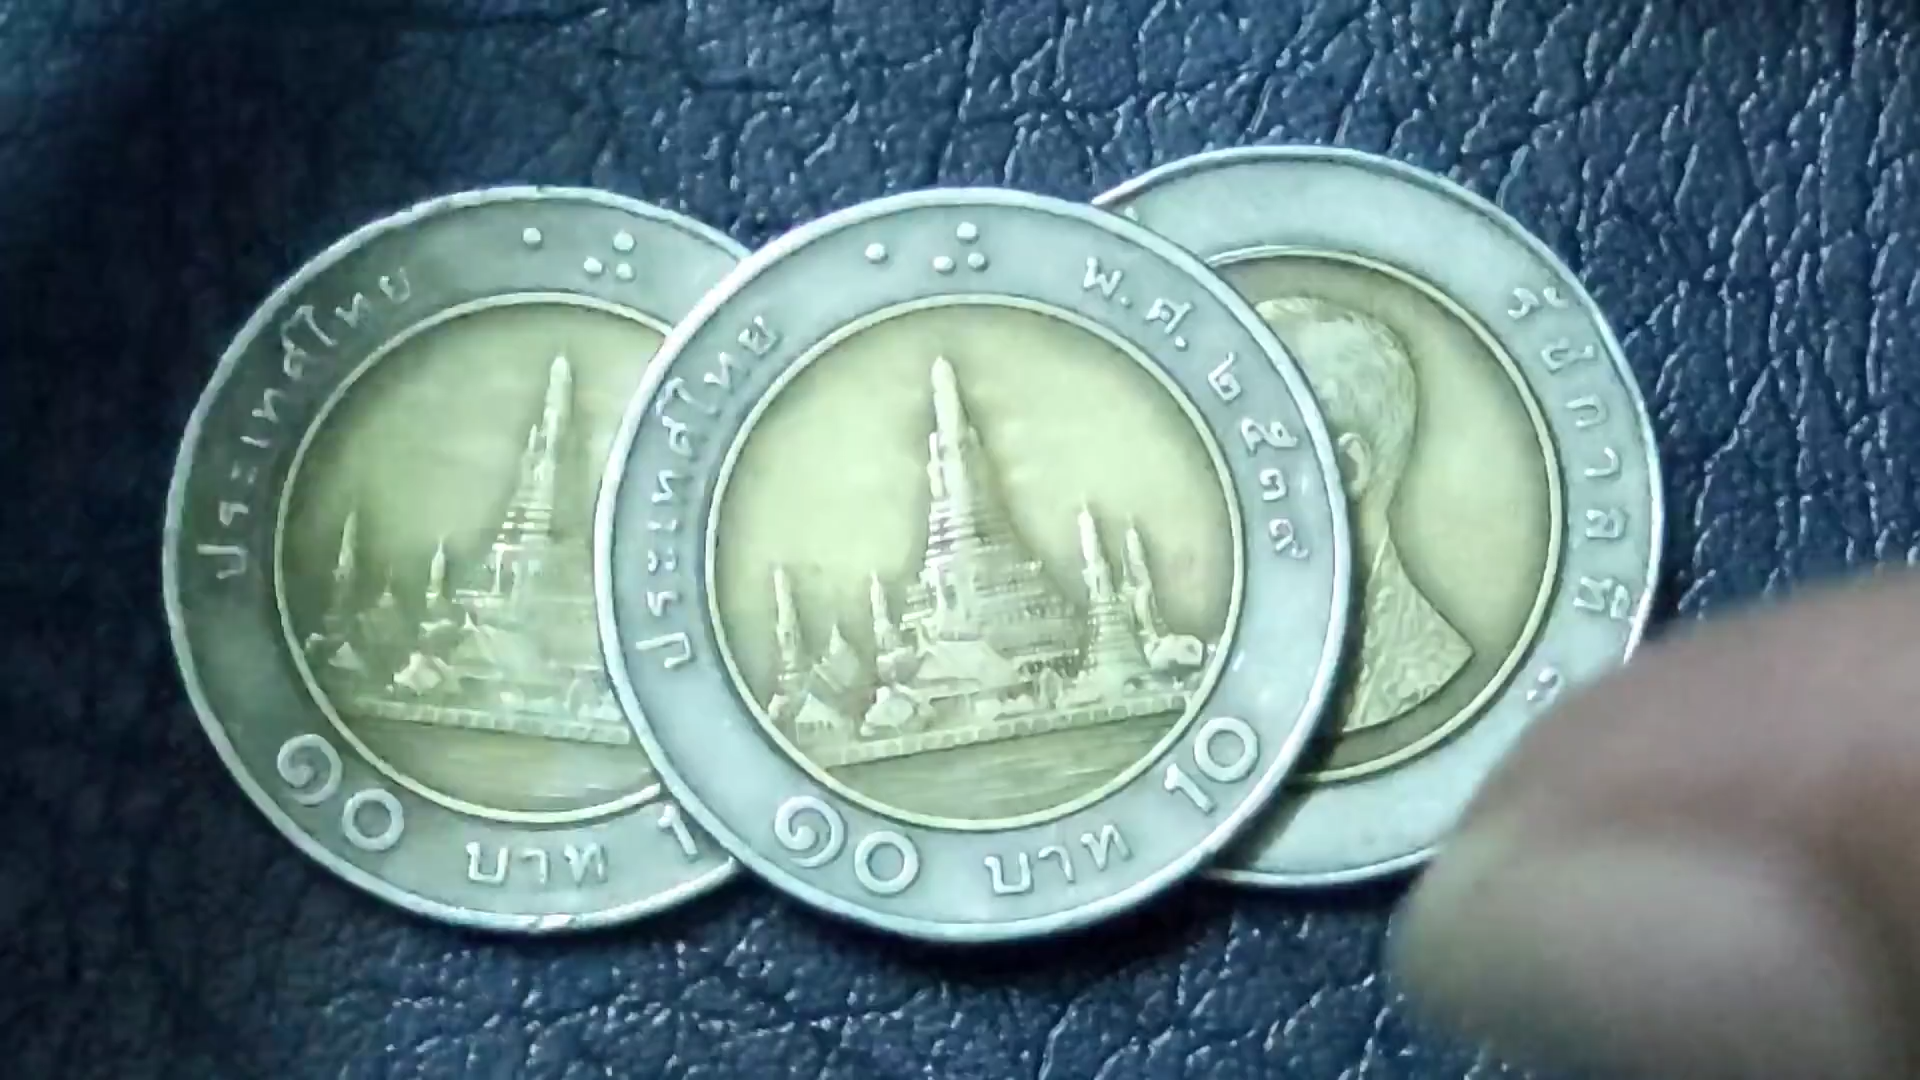 ประเทศไทย
๑๐ บาท 1
ประเทศไทย
พ.ศ. ๒๕๓๙
๑๐ บาท 10
รัชกาลที่ ๙